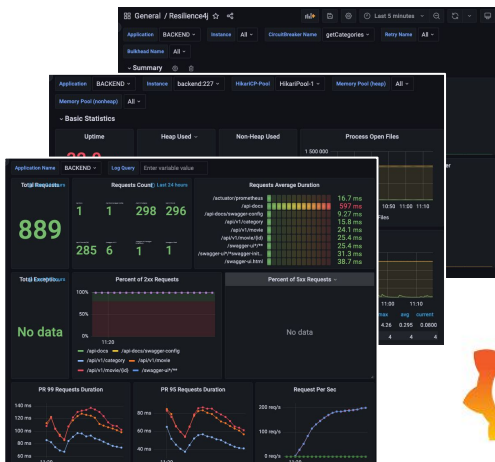 General / Resilience4j
Last 5 minutes
Application BACKEND Instance All CircuitBreaker Name getCategories Retry Name All
Bulkhead Name All
Summary
Application BACKEND Instance backend:227 HikariCP-Pool HikariPool-1 Memory Pool (heap) All
Memory Pool (nonheap) All
Basic Statistics
Uptime Heap Used Non-Heap Used Process Open Files
1 500 000
10:50 11:00 11:10
Files
11:00 11:10
max avg current
4.26 0.295 0.0800
4 4 4
Application Name BACKEND Log Query Enter variable value
Total Requests
889
Requests Count Last 24 hours
1 1 298 296
285 6 1 1
Requests Average Duration
/actuator/prometheus 16.7 ms
/api-docs 597 ms
/api-docs/swagger-config 9.27 ms
/api/v1/category 15.8 ms
/api/v1/movie 24.1 ms
/api/v1/movie/{id} 25.4 ms
/swagger-ui*/** 25.4 ms
/swagger-ui*/*swagger-init... 31.3 ms
/swagger-ui.html 38.7 ms
No data
Percent of 2xx Requests
100%
50%
0%
11:20
/api-docs /api-docs/swagger-config
/api/v1/category /api/v1/movie
/api/v1/movie/{id} /swagger-ui*/**
Percent of 5xx Requests
No data
PR 99 Requests Duration
140 ms
120 ms
100 ms
80 ms
60 ms
PR 95 Requests Duration
80 ms
60 ms
40 ms
Request Per Sec
200 req/s
100 req/s
0 req/s